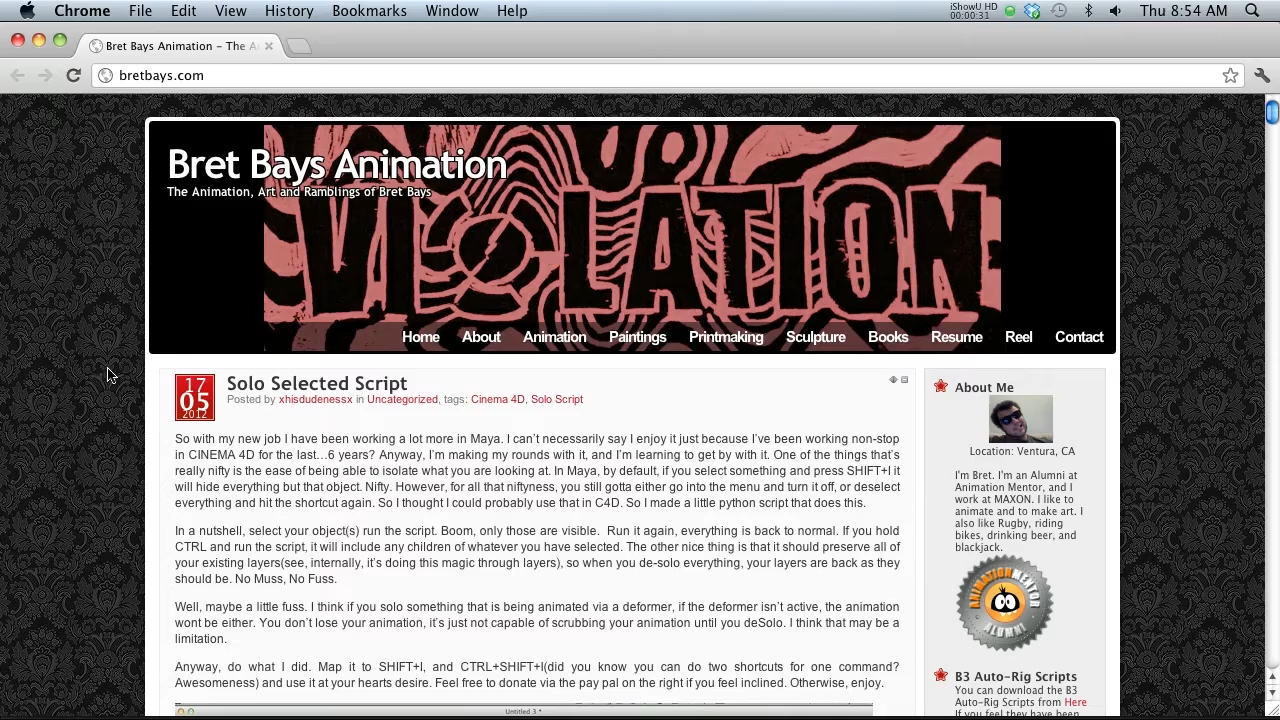 Chrome File Edit View History Bookmarks Window Help iShowU HD 00:00:31 Thu 8:54 AM
Bret Bays Animation – The A
bretbays.com
Bret Bays Animation
The Animation, Art and Ramblings of Bret Bays
VIOLATION
Home About Animation Paintings Printmaking Sculpture Books Resume Reel Contact
17
05
2012
Solo Selected Script
Posted by xhisdudenessx in Uncategorized, tags: Cinema 4D, Solo Script
So with my new job I have been working a lot more in Maya. I can't necessarily say I enjoy it just because I've been working non-stop
in CINEMA 4D for the last...6 years? Anyway, I'm making my rounds with it, and I'm learning to get by with it. One of the things that's
really nifty is the ease of being able to isolate what you are looking at. In Maya, by default, if you select something and press SHIFT+I it
will hide everything but that object. Nifty. However, for all that niftyness, you still gotta either go into the menu and turn it off, or deselect
everything and hit the shortcut again. So I thought I could probably use that in C4D. So I made a little python script that does this.
In a nutshell, select your object(s) run the script. Boom, only those are visible.  Run it again, everything is back to normal. If you hold
CTRL and run the script, it will include any children of whatever you have selected. The other nice thing is that it should preserve all of
your existing layers(see, internally, it's doing this magic through layers), so when you de-solo everything, your layers are back as they
should be. No Muss, No Fuss.
Well, maybe a little fuss. I think if you solo something that is being animated via a deformer, if the deformer isn't active, the animation
wont be either. You don't lose your animation, it's just not capable of scrubbing your animation until you deSolo. I think that may be a
limitation.
Anyway, do what I did. Map it to SHIFT+I, and CTRL+SHIFT+I(did you know you can do two shortcuts for one command?
Awesomeness) and use it at your hearts desire. Feel free to donate via the pay pal on the right if you feel inclined. Otherwise, enjoy.
Untitled 3 *
About Me
Location: Ventura, CA
I'm Bret. I'm an Alumni at
Animation Mentor, and I
work at MAXON. I like to
animate and to make art. I
also like Rugby, riding
bikes, drinking beer, and
blackjack.
ANIMATIONMENTOR
ALUMNI
B3 Auto-Rig Scripts
You can download the B3
Auto-Rig Scripts from Here
If you feel they have been